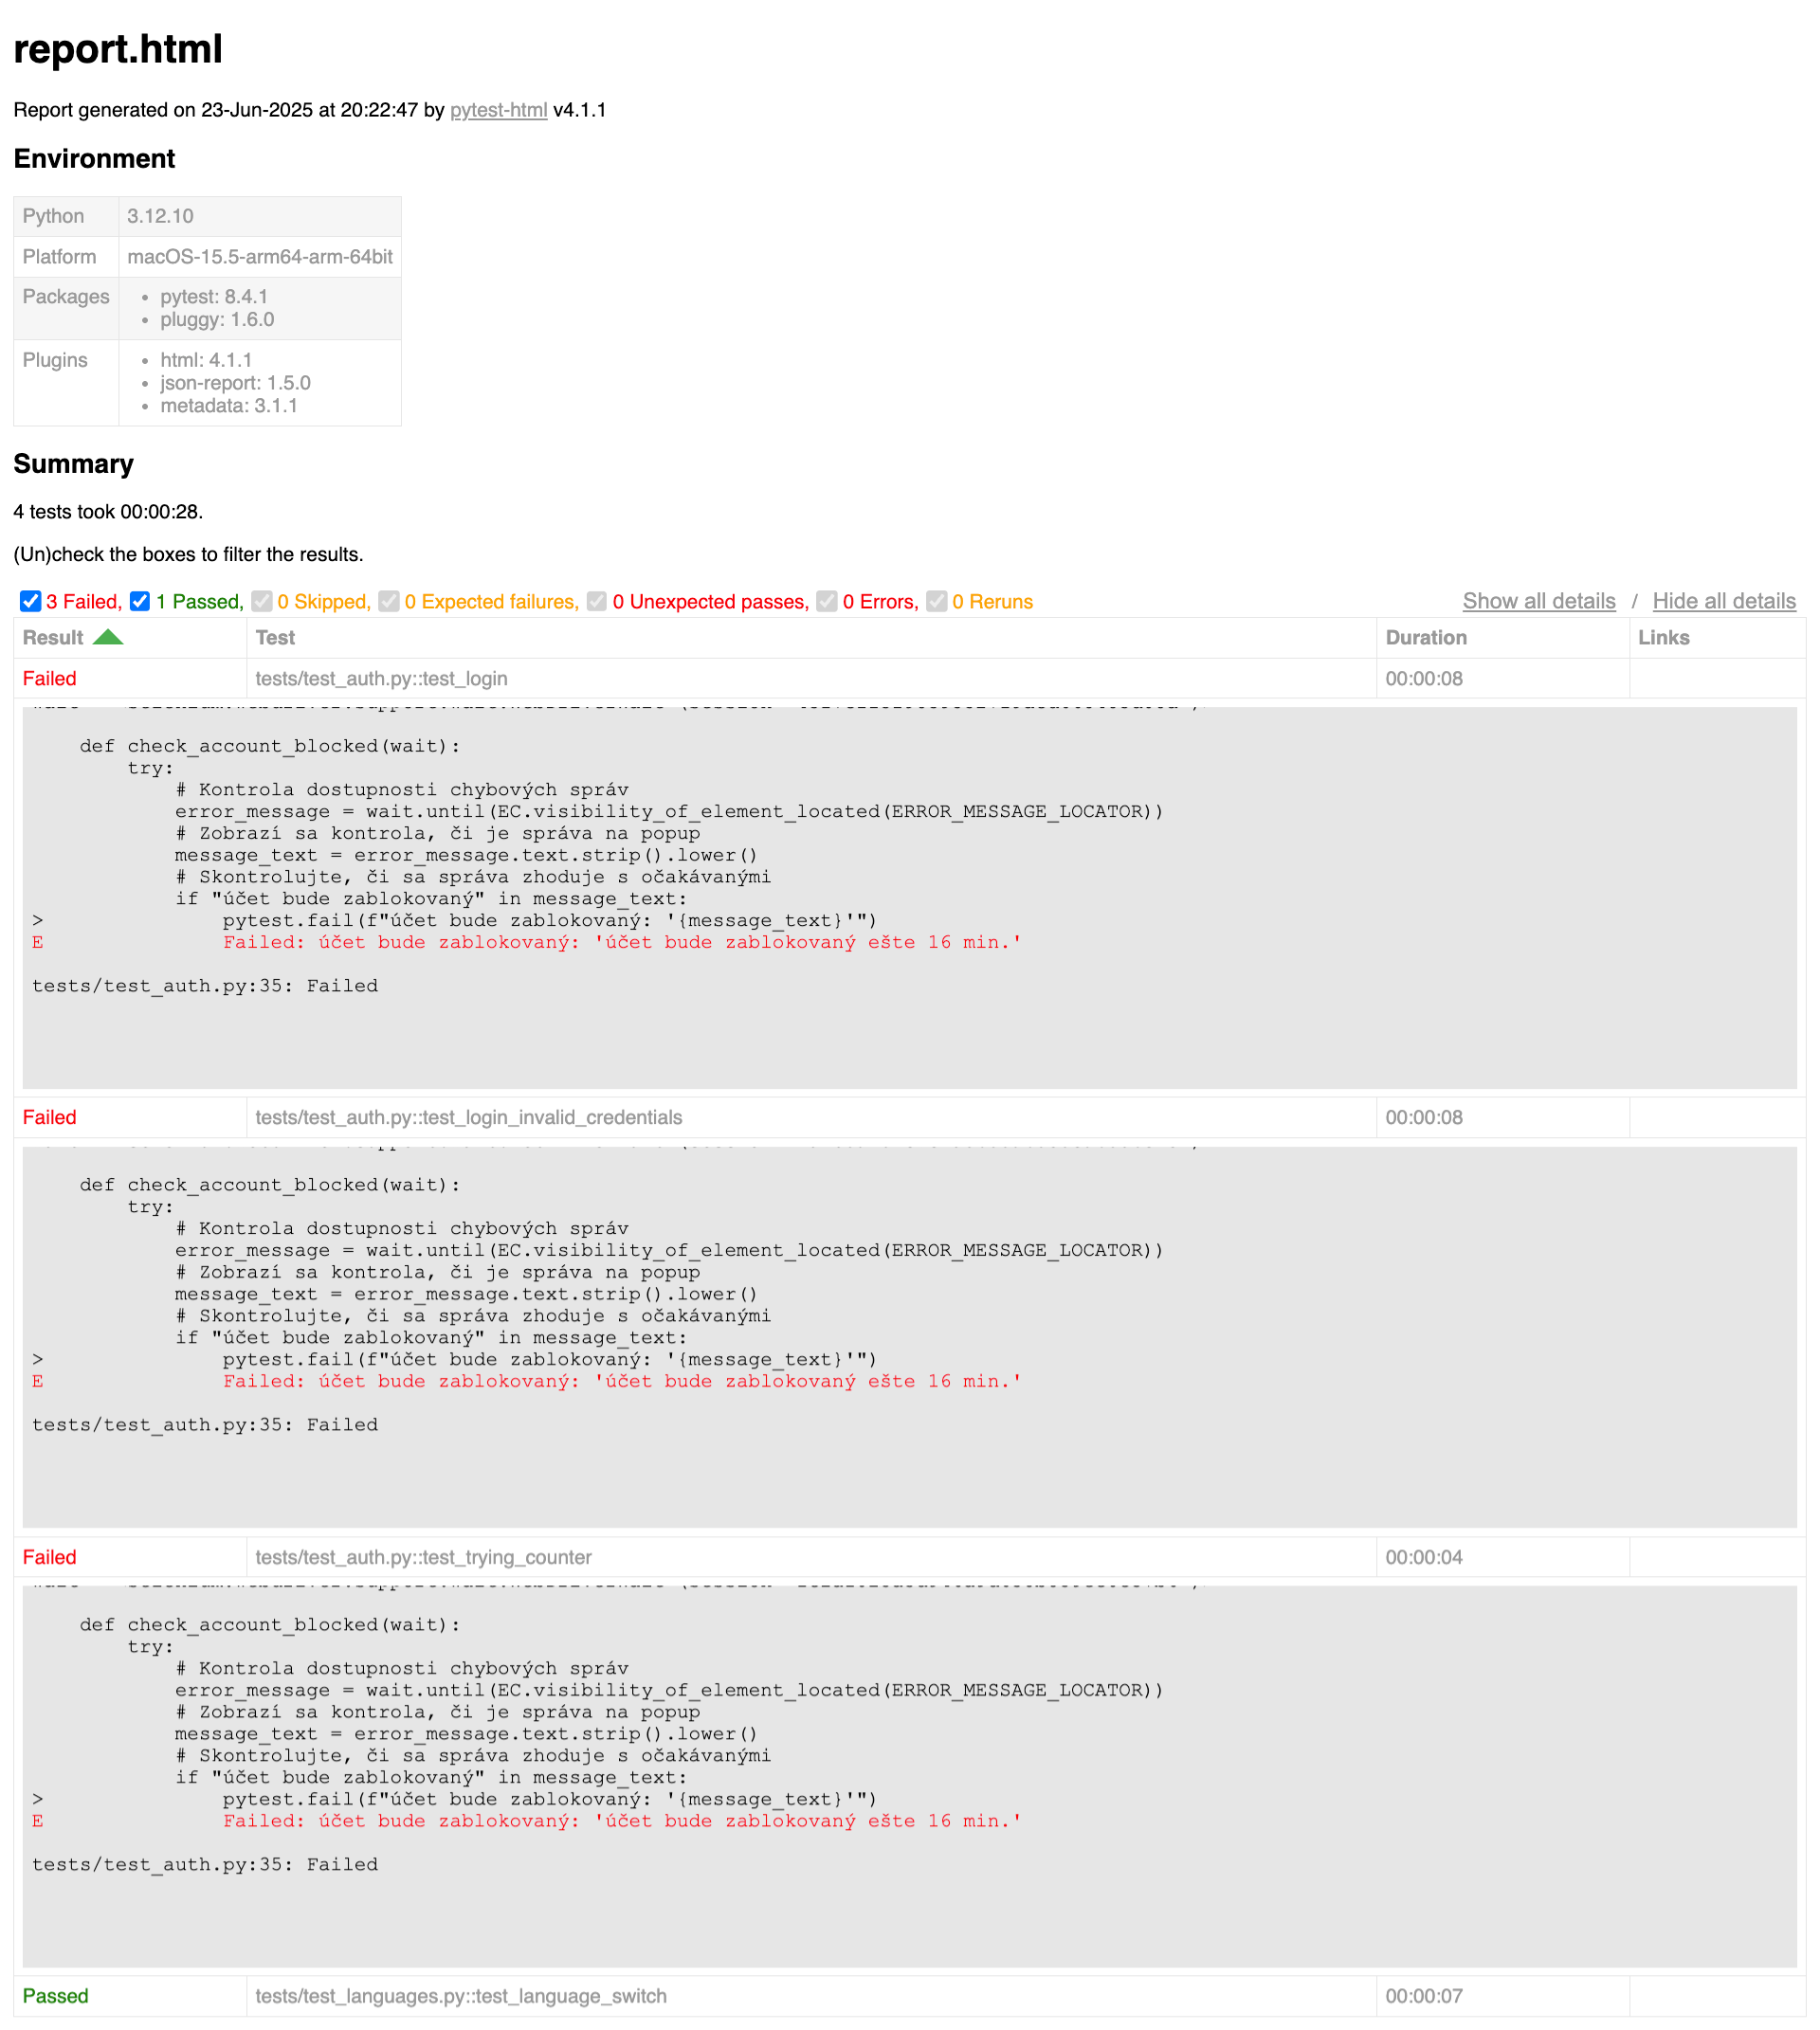 report.html
Report generated on 23-Jun-2025 at 20:22:47 by pytest-html v4.1.1
Environment
Python 3.12.10
Platform macOS-15.5-arm64-arm-64bit
Packages • pytest: 8.4.1
• pluggy: 1.6.0
Plugins • html: 4.1.1
• json-report: 1.5.0
• metadata: 3.1.1
Summary
4 tests took 00:00:28.
(Un)check the boxes to filter the results.
3 Failed, 1 Passed, 0 Skipped, 0 Expected failures, 0 Unexpected passes, 0 Errors, 0 Reruns Show all details / Hide all details
Result Test Duration Links
Failed tests/test_auth.py::test_login 00:00:08
def check_account_blocked(wait):
try:
# Kontrola dostupnosti chybových správ
error_message = wait.until(EC.visibility_of_element_located(ERROR_MESSAGE_LOCATOR))
# Zobrazí sa kontrola, či je správa na popup
message_text = error_message.text.strip().lower()
# Skontrolujte, či sa správa zhoduje s očakávanými
if "účet bude zablokovaný" in message_text:
> pytest.fail(f"účet bude zablokovaný: '{message_text}'")
E Failed: účet bude zablokovaný: 'účet bude zablokovaný ešte 16 min.'
tests/test_auth.py:35: Failed
Failed tests/test_auth.py::test_login_invalid_credentials 00:00:08
def check_account_blocked(wait):
try:
# Kontrola dostupnosti chybových správ
error_message = wait.until(EC.visibility_of_element_located(ERROR_MESSAGE_LOCATOR))
# Zobrazí sa kontrola, či je správa na popup
message_text = error_message.text.strip().lower()
# Skontrolujte, či sa správa zhoduje s očakávanými
if "účet bude zablokovaný" in message_text:
> pytest.fail(f"účet bude zablokovaný: '{message_text}'")
E Failed: účet bude zablokovaný: 'účet bude zablokovaný ešte 16 min.'
tests/test_auth.py:35: Failed
Failed tests/test_auth.py::test_trying_counter 00:00:04
def check_account_blocked(wait):
try:
# Kontrola dostupnosti chybových správ
error_message = wait.until(EC.visibility_of_element_located(ERROR_MESSAGE_LOCATOR))
# Zobrazí sa kontrola, či je správa na popup
message_text = error_message.text.strip().lower()
# Skontrolujte, či sa správa zhoduje s očakávanými
if "účet bude zablokovaný" in message_text:
> pytest.fail(f"účet bude zablokovaný: '{message_text}'")
E Failed: účet bude zablokovaný: 'účet bude zablokovaný ešte 16 min.'
tests/test_auth.py:35: Failed
Passed tests/test_languages.py::test_language_switch 00:00:07